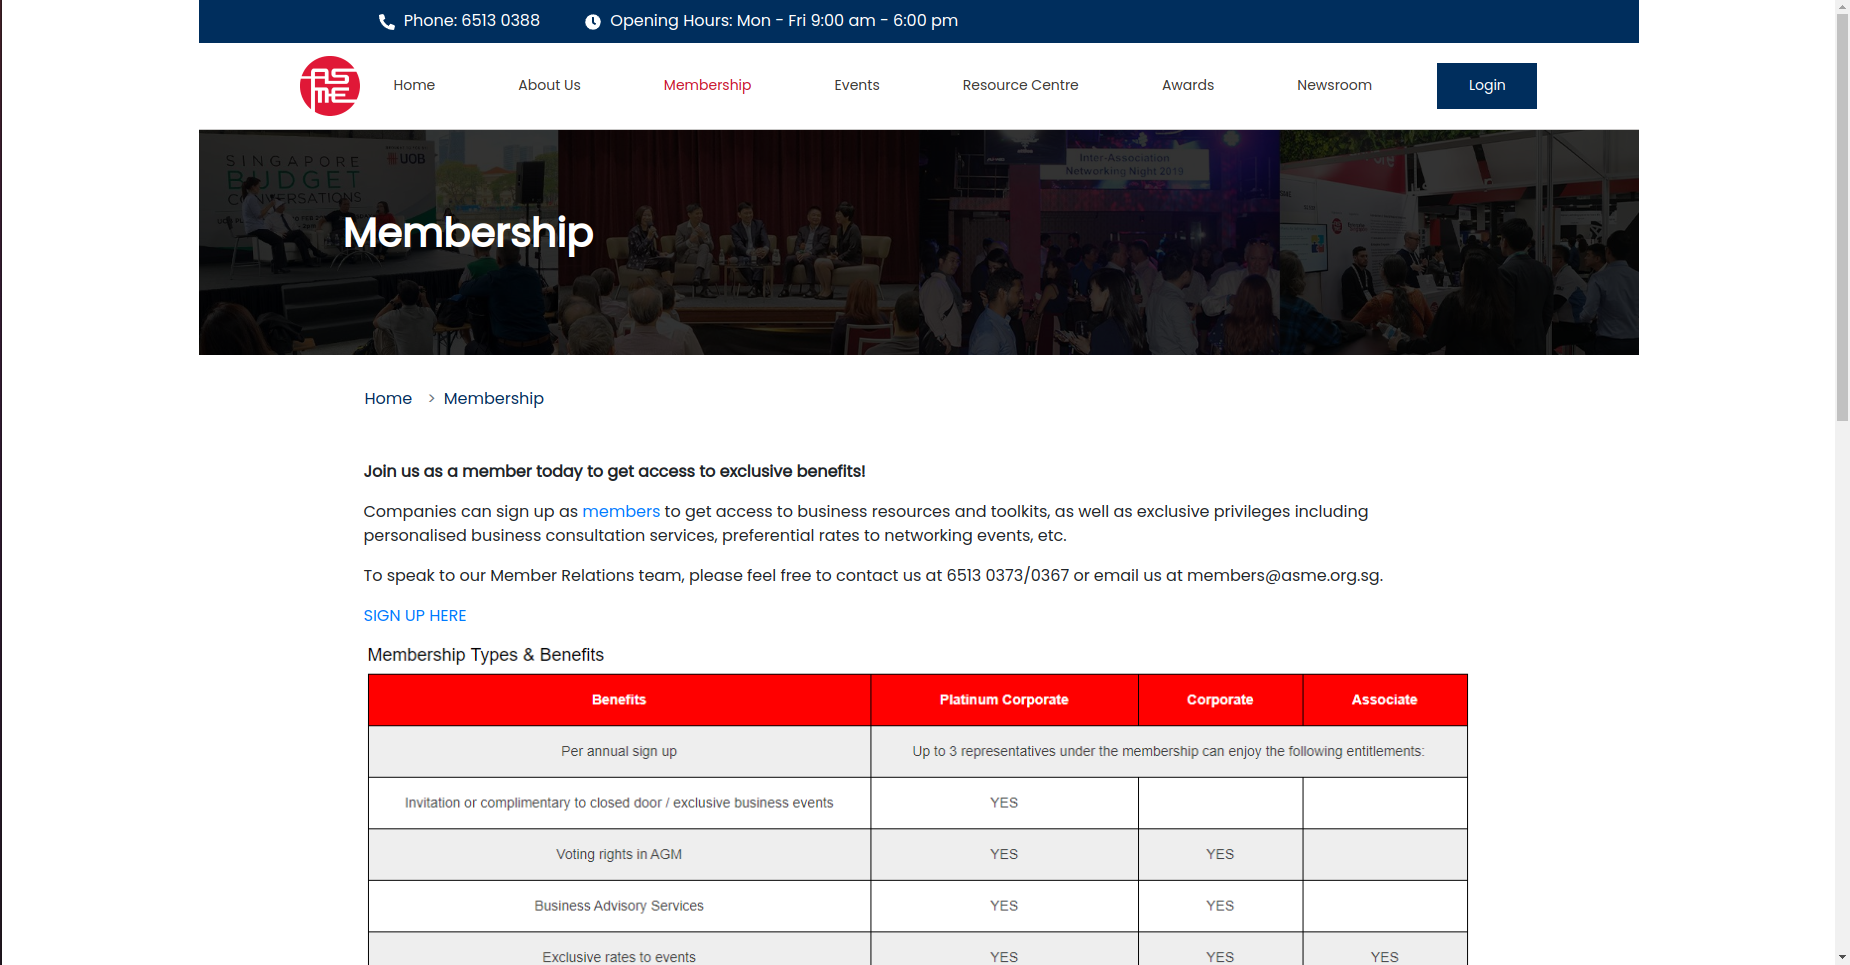 Phone: 6513 0388
Opening Hours: Mon - Fri 9:00 am - 6:00 pm
AS
ME
Home
About Us
Membership
Events
Resource Centre
Awards
Newsroom
Login
SINGAPORE
BUDGET
CONVERSATIONS
UOB
Inter-Association
Networking Night 2019
Membership
Home > Membership
Join us as a member today to get access to exclusive benefits!
Companies can sign up as members to get access to business resources and toolkits, as well as exclusive privileges including
personalised business consultation services, preferential rates to networking events, etc.
To speak to our Member Relations team, please feel free to contact us at 6513 0373/0367 or email us at members@asme.org.sg.
SIGN UP HERE
Membership Types & Benefits
Benefits Platinum Corporate Corporate Associate
Per annual sign up Up to 3 representatives under the membership can enjoy the following entitlements:
Invitation or complimentary to closed door / exclusive business events YES
Voting rights in AGM YES YES
Business Advisory Services YES YES
Exclusive rates to events YES YES YES